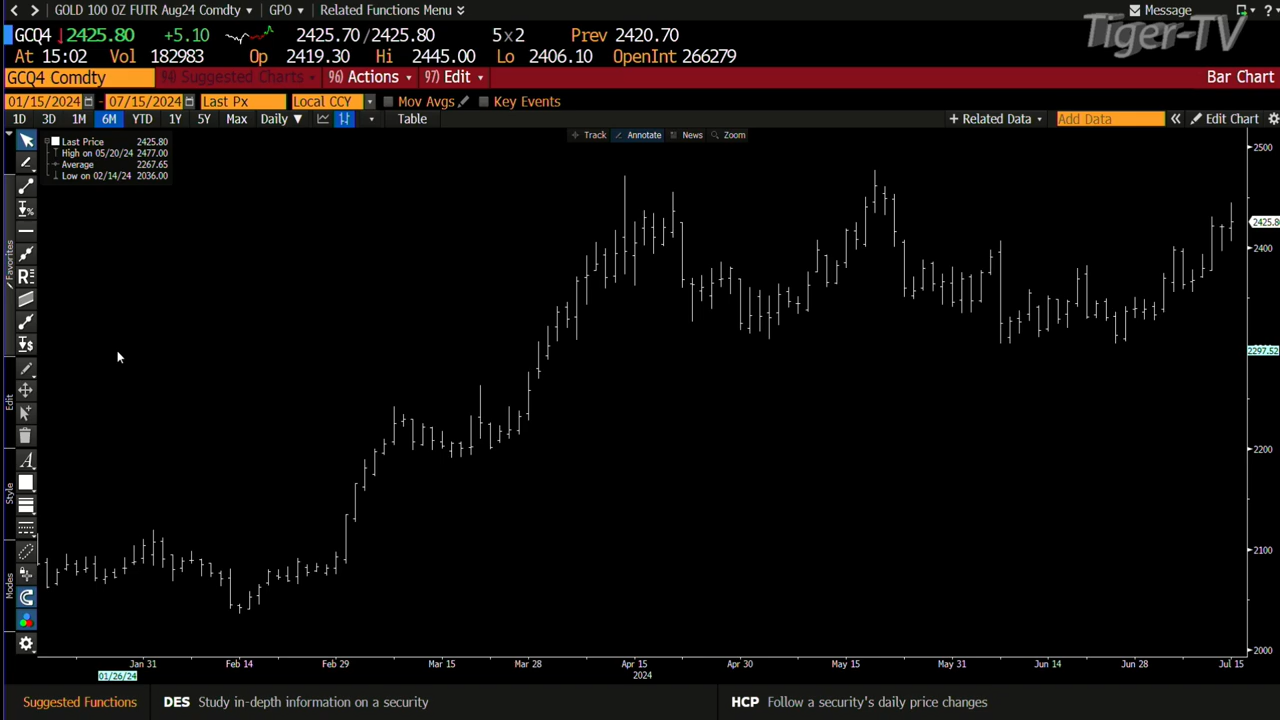 GOLD 100 OZ FUTR Aug24 Comdty GPO Related Functions Menu Message ?
Tiger-TV
GCQ4 2425.80 +5.10 2425.70/2425.80 5x2 Prev 2420.70
At 15:02 Vol 182983 Op 2419.30 Hi 2445.00 Lo 2406.10 OpenInt 266279
GCQ4 Comdty 94) Suggested Charts 96) Actions 97) Edit Bar Chart
01/15/2024 - 07/15/2024 Last Px Local CCY Mov Avgs Key Events
1D 3D 1M 6M YTD 1Y 5Y Max Daily ▼ Table + Related Data Add Data « Edit Chart
Track Annotate News Zoom
Last Price 2425.80
High on 05/20/24 2477.00
Average 2267.65
Low on 02/14/24 2036.00
Favorites
Edit
Style
Modes
2500
2425.80
2400
2297.52
2200
2100
2000
Jan 31 Feb 14 Feb 29 Mar 15 Mar 28 Apr 15 Apr 30 May 15 May 31 Jun 14 Jun 28 Jul 15
01/26/24
2024
Suggested Functions DES Study in-depth information on a security HCP Follow a security's daily price changes